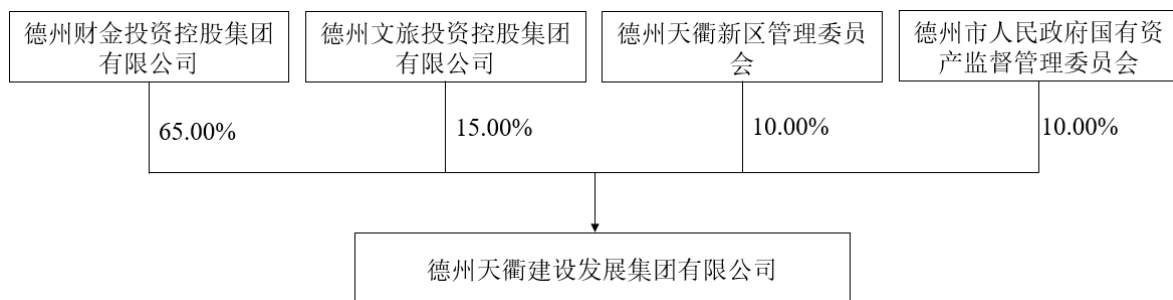 德州财金投资控股集团
有限公司
德州文旅投资控股集团
有限公司
德州天衢新区管理委员
会
德州市人民政府国有资
产监督管理委员会
65.00%
15.00%
10.00%
10.00%
德州天衢建设发展集团有限公司